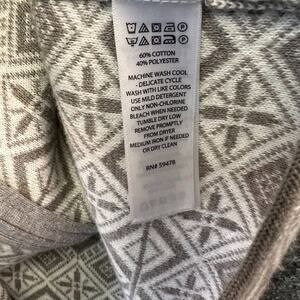 60% COTTON
40% POLYESTER
MACHINE WASH COOL
- DELICATE CYCLE
WASH WITH LIKE COLORS
USE MILD DETERGENT
ONLY NON-CHLORINE
BLEACH WHEN NEEDED
TUMBLE DRY LOW
REMOVE PROMPTLY
FROM DRYER
MEDIUM IRON IF NEEDED
OR DRY CLEAN
RN# 59478